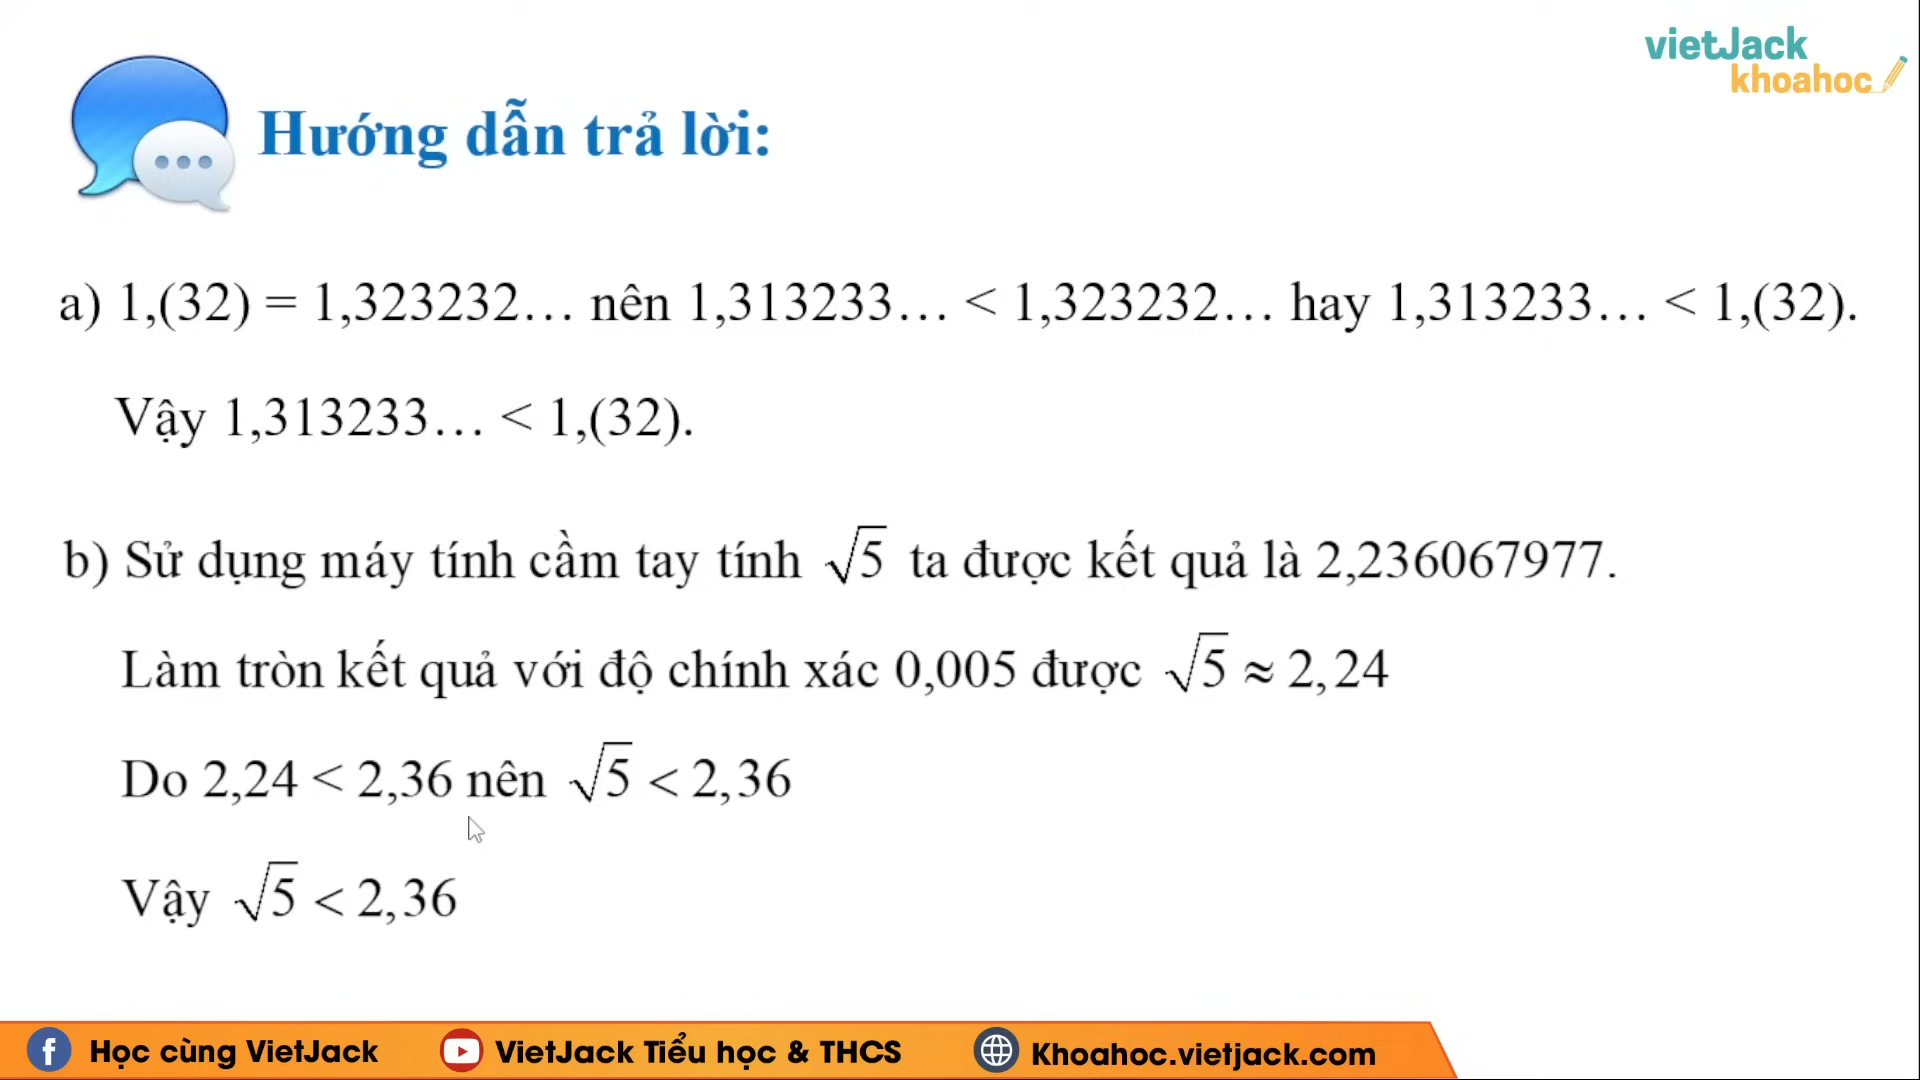 vietJack
khoahoc
Hướng dẫn trả lời:
a) 1,(32) = 1,323232… nên 1,313233… < 1,323232… hay 1,313233… < 1,(32).
Vậy 1,313233… < 1,(32).
b) Sử dụng máy tính cầm tay tính √5 ta được kết quả là 2,236067977.
Làm tròn kết quả với độ chính xác 0,005 được √5 ≈ 2,24
Do 2,24 < 2,36 nên √5 < 2,36
Vậy √5 < 2,36
Học cùng VietJack VietJack Tiểu học & THCS Khoahoc.vietjack.com